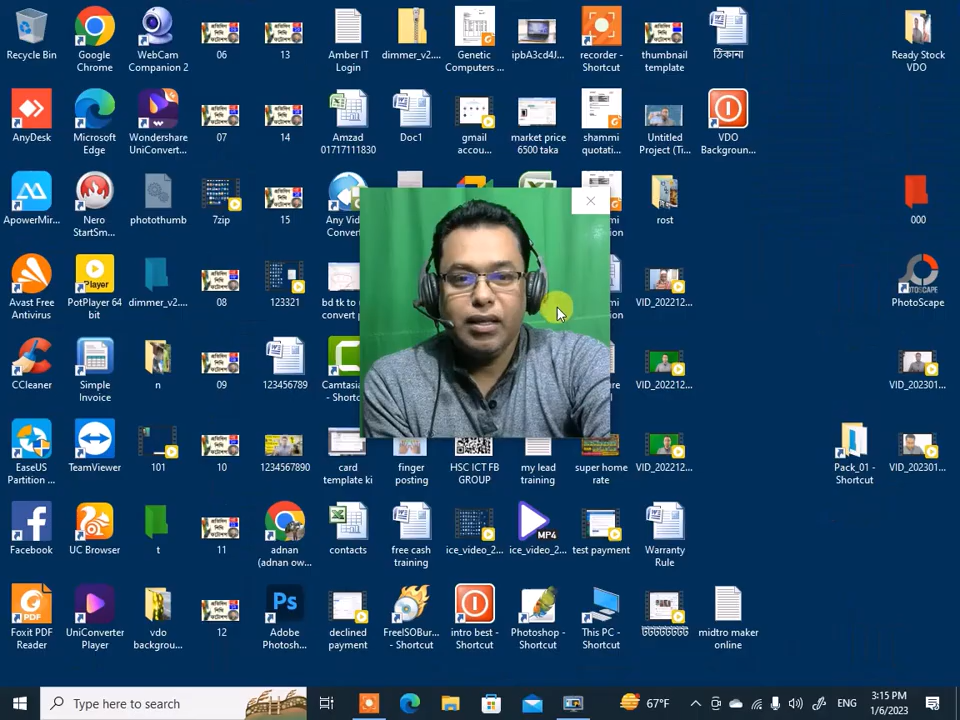 Recycle Bin
Google Chrome
WebCam Companion 2
06
13
Amber IT Login
dimmer_v2....
Genetic Computers ...
ipbA3cd4J...
recorder - Shortcut
thumbnail template
ঠিকানা
Ready Stock VDO
AnyDesk
Microsoft Edge
Wondershare UniConvert...
07
14
Amzad 01717111830
Doc1
gmail accou...
market price 6500 taka
shammi quotati...
Untitled Project (Ti...
VDO Backgroun...
ApowerMir...
Nero StartSm...
photothumb
7zip
15
Any Vid
Convert
rost
000
Avast Free Antivirus
PotPlayer 64 bit
dimmer_v2....
08
123321
bd tk to
convert
VID_202212...
PhotoScape
CCleaner
Simple Invoice
n
09
123456789
Camtasia
- Shortc
VID_202212...
VID_202301...
EaseUS Partition ...
TeamViewer
101
10
1234567890
card template ki
finger posting
HSC ICT FB GROUP
my lead training
super home rate
VID_202212...
Pack_01 - Shortcut
VID_202301...
Facebook
UC Browser
t
11
adnan (adnan ow...
contacts
free cash training
ice_video_2...
MP4
ice_video_2...
test payment
Warranty Rule
Foxit PDF Reader
UniConverter Player
vdo backgrou...
12
Ps
Adobe Photosh...
declined payment
FreeISOBur... - Shortcut
intro best - Shortcut
Photoshop - Shortcut
This PC - Shortcut
midtro maker online
Type here to search
67°F
ENG
3:15 PM
1/6/2023